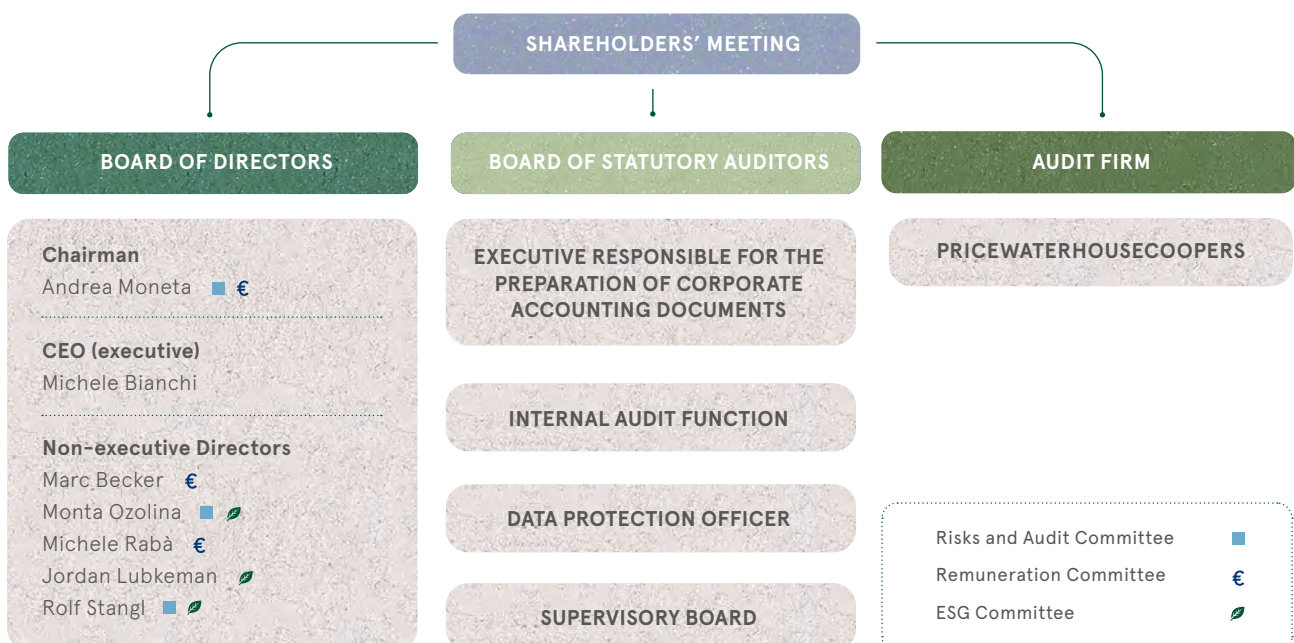 SHAREHOLDERS’ MEETING
BOARD OF DIRECTORS
Chairman
Andrea Moneta €
CEO (executive)
Michele Bianchi
Non-executive Directors
Marc Becker €
Monta Ozolina
Michele Rabà €
Jordan Lubkeman
Rolf Stangl
BOARD OF STATUTORY AUDITORS
EXECUTIVE RESPONSIBLE FOR THE
PREPARATION OF CORPORATE
ACCOUNTING DOCUMENTS
INTERNAL AUDIT FUNCTION
DATA PROTECTION OFFICER
SUPERVISORY BOARD
AUDIT FIRM
PRICEWATERHOUSECOOPERS
Risks and Audit Committee
Remuneration Committee €
ESG Committee